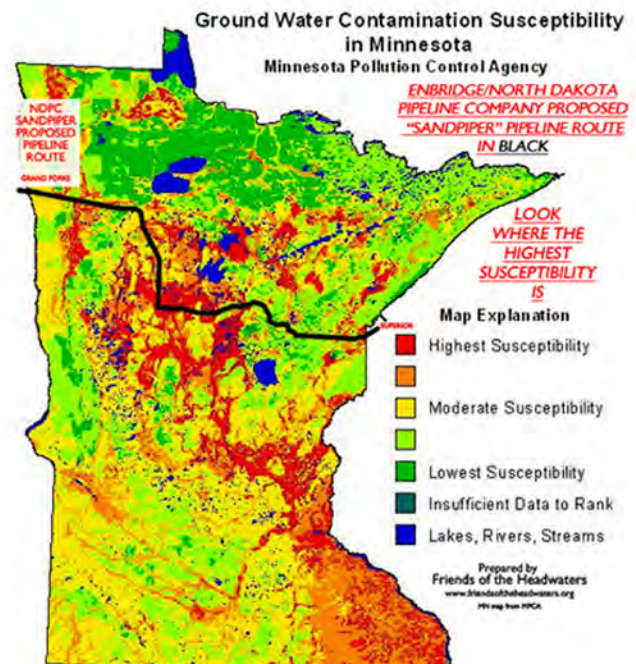 Ground Water Contamination Susceptibility
in Minnesota
Minnesota Pollution Control Agency
ENBRIDGE/NORTH DAKOTA
PIPELINE COMPANY PROPOSED
"SANDPIPER" PIPELINE ROUTE
IN BLACK
NDPC
SANDPIPER
PROPOSED
PIPELINE
ROUTE
GRAND FORKS
LOOK
WHERE THE
HIGHEST
SUSCEPTIBILITY
IS
SUPERIOR
Map Explanation
Highest Susceptibility
Moderate Susceptibility
Lowest Susceptibility
Insufficient Data to Rank
Lakes, Rivers, Streams
Prepared by
Friends of the Headwaters
www.friendsoftheheadwaters.org
MN map from MPCA